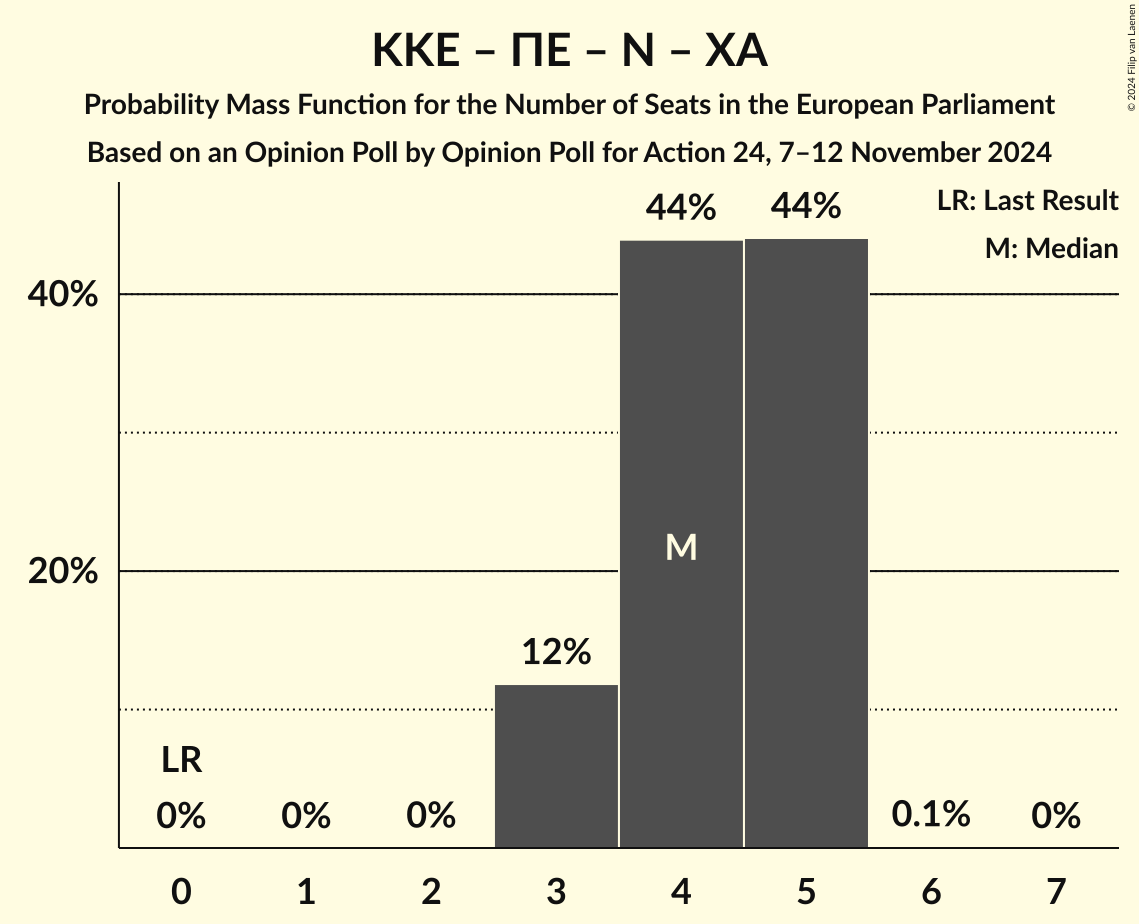 ΚΚΕ – ΠΕ – Ν – ΧΑ
Probability Mass Function for the Number of Seats in the European Parliament
Based on an Opinion Poll by Opinion Poll for Action 24, 7–12 November 2024
© 2024 Filip van Laenen
LR: Last Result
M: Median
44%
44%
40%
M
20%
12%
LR
0%
0%
0%
0.1%
0%
0
1
2
3
4
5
6
7